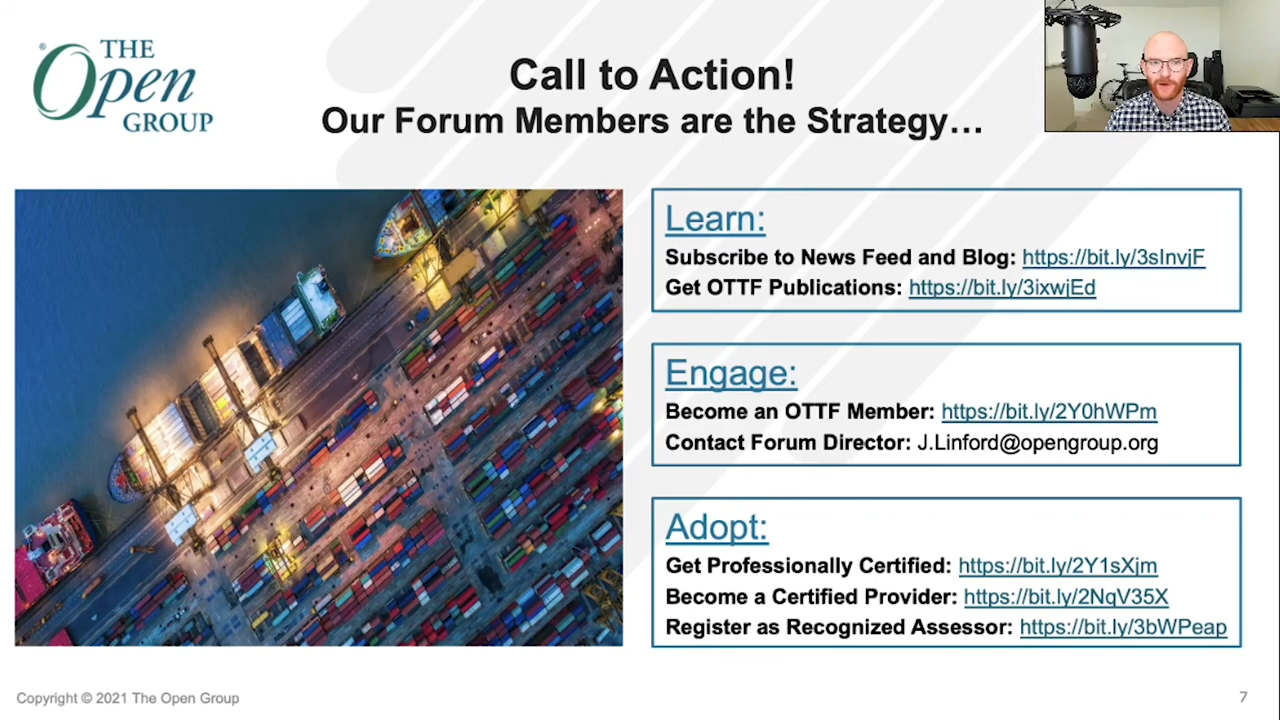 THE
Open
GROUP
Call to Action!
Our Forum Members are the Strategy…
Learn:
Subscribe to News Feed and Blog: https://bit.ly/3sInvjF
Get OTTF Publications: https://bit.ly/3ixwjEd
Engage:
Become an OTTF Member: https://bit.ly/2Y0hWPm
Contact Forum Director: J.Linford@opengroup.org
Adopt:
Get Professionally Certified: https://bit.ly/2Y1sXjm
Become a Certified Provider: https://bit.ly/2NqV35X
Register as Recognized Assessor: https://bit.ly/3bWPeap
Copyright © 2021 The Open Group
7